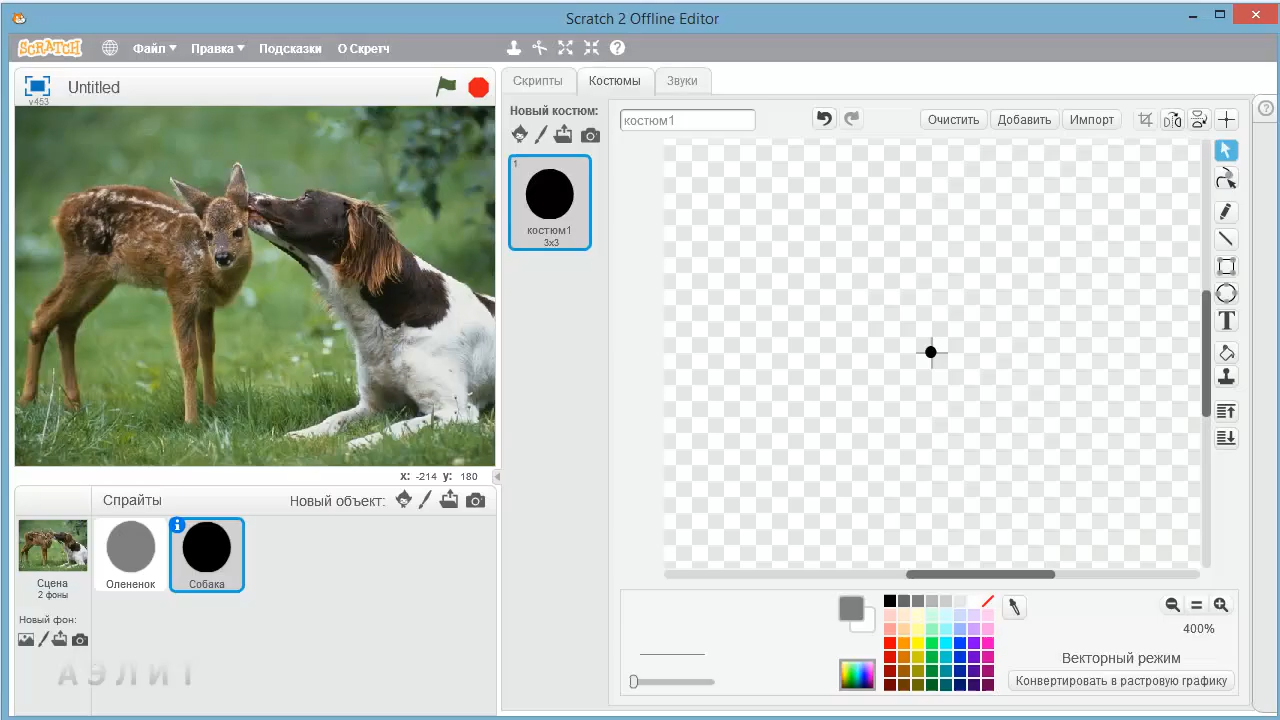 Scratch 2 Offline Editor
SCRATCH Файл Правка Подсказки О Скретч
Untitled
v453
Скрипты Костюмы Звуки
Новый костюм:
костюм1 Очистить Добавить Импорт
1
костюм1
3x3
T
x: -214 y: 180
Спрайты Новый объект:
Сцена
2 фоны
Олененок Собака
Новый фон:
АЭЛИТ
400%
Векторный режим
Конвертировать в растровую графику